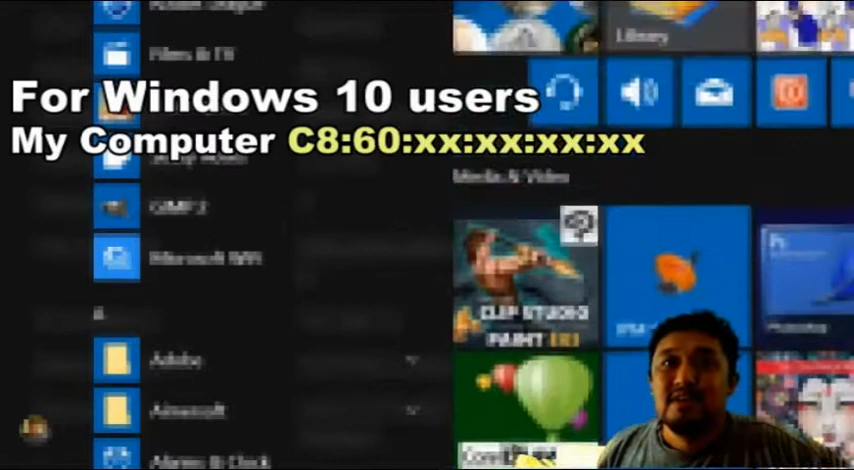 Films & TV
Library
For Windows 10 users
My Computer C8:60:xx:xx:xx:xx
Media & Video
GIMP 2
Microsoft WiFi
CLIP STUDIO
PAINT
Adobe
Photoshop
Alarms & Clock